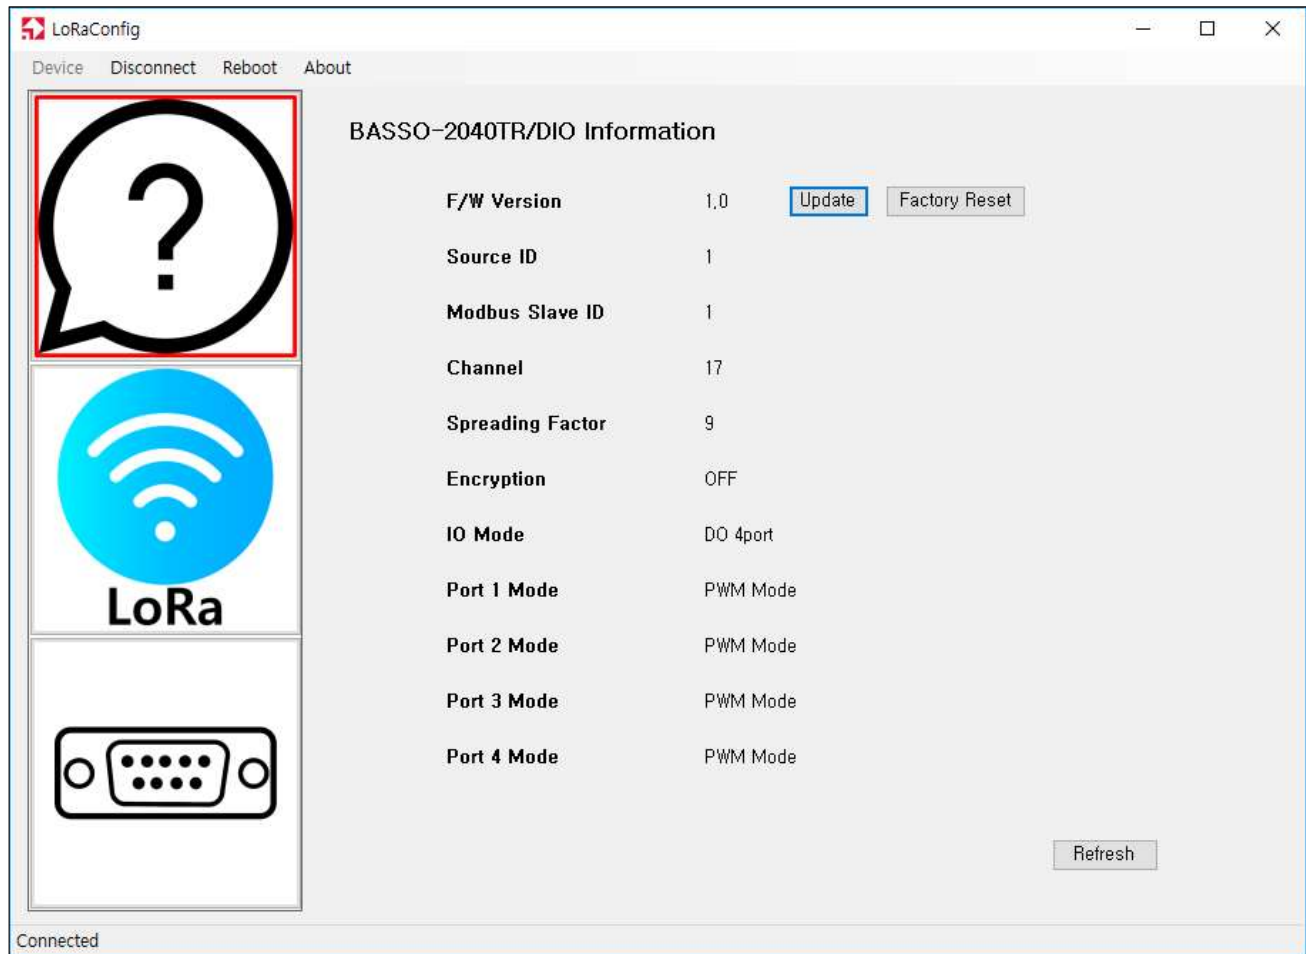 LoRaConfig
Device Disconnect Reboot About
BASSO-2040TR/DIO Information
F/W Version 1,0 Update Factory Reset
Source ID 1
Modbus Slave ID 1
Channel 17
Spreading Factor 9
Encryption OFF
IO Mode DO 4port
Port 1 Mode PWM Mode
Port 2 Mode PWM Mode
Port 3 Mode PWM Mode
Port 4 Mode PWM Mode
?
LoRa
Refresh
Connected